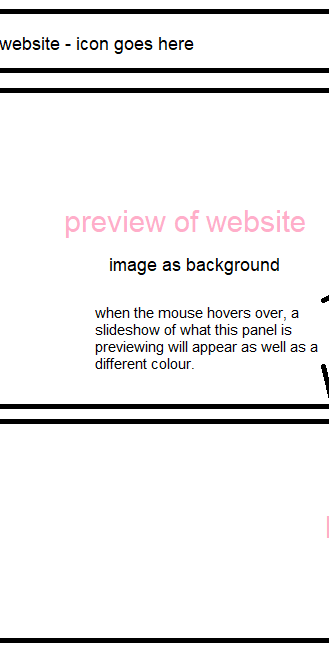 website - icon goes here
preview of website
image as background
when the mouse hovers over, a
slideshow of what this panel is
previewing will appear as well as a
different colour.